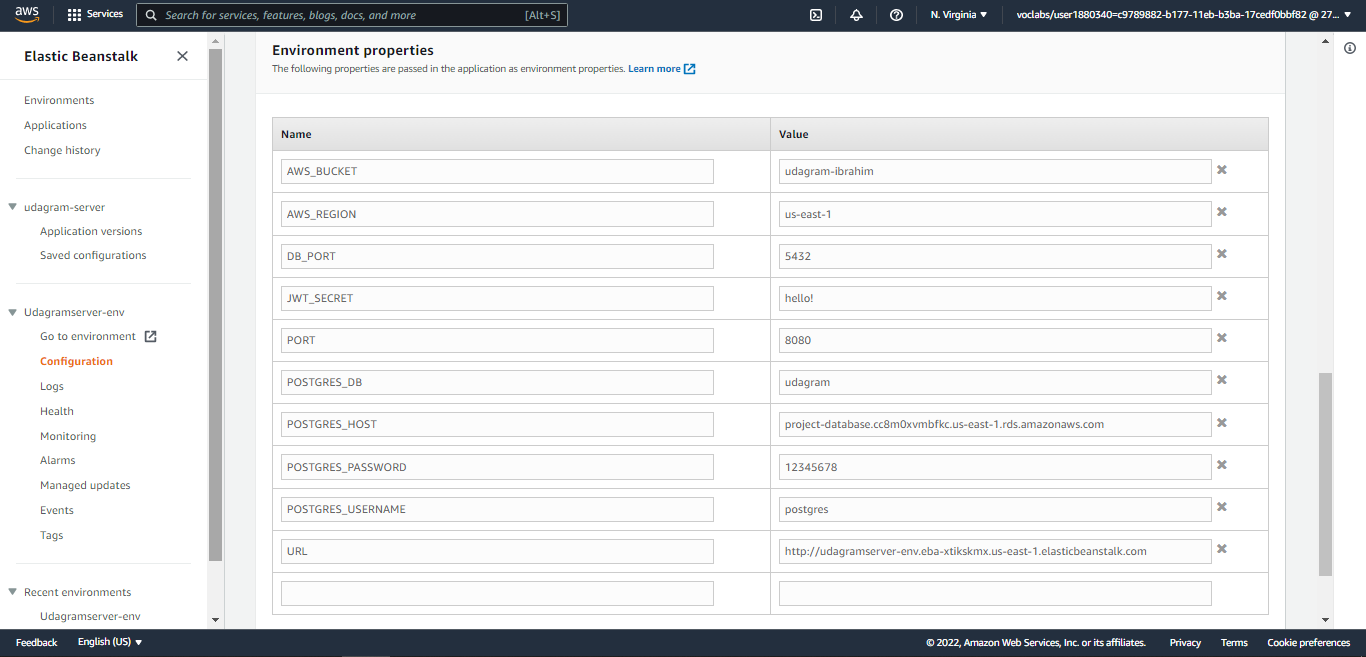 aws
Services
Search for services, features, blogs, docs, and more
[Alt+S]
N. Virginia
voclabs/user1880340=c9789882-b177-11eb-b3ba-17cedf0bbf82 @ 27...
Elastic Beanstalk
Environments
Applications
Change history
udagram-server
Application versions
Saved configurations
Udagramserver-env
Go to environment
Configuration
Logs
Health
Monitoring
Alarms
Managed updates
Events
Tags
Recent environments
Udagramserver-env
Environment properties
The following properties are passed in the application as environment properties. Learn more
Name Value
AWS_BUCKET udagram-ibrahim
AWS_REGION us-east-1
DB_PORT 5432
JWT_SECRET hello!
PORT 8080
POSTGRES_DB udagram
POSTGRES_HOST project-database.cc8m0xvmbfkc.us-east-1.rds.amazonaws.com
POSTGRES_PASSWORD 12345678
POSTGRES_USERNAME postgres
URL http://udagramserver-env.eba-xtikskmx.us-east-1.elasticbeanstalk.com
Feedback English (US) © 2022, Amazon Web Services, Inc. or its affiliates. Privacy Terms Cookie preferences